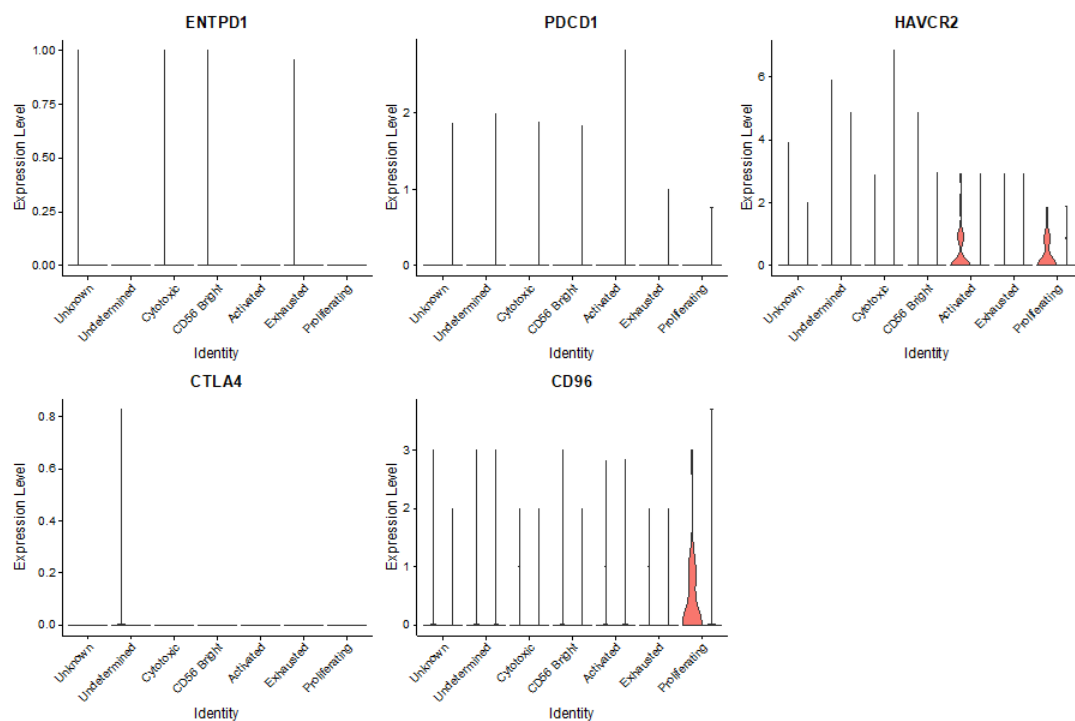 ENTPD1
Expression Level
1.00
0.75
0.50
0.25
0.00
Unknown
Undetermined
Cytotoxic
CD56 Bright
Activated
Exhausted
Proliferating
Identity
PDCD1
Expression Level
2
1
0
Unknown
Undetermined
Cytotoxic
CD56 Bright
Activated
Exhausted
Proliferating
Identity
HAVCR2
Expression Level
6
4
2
0
Unknown
Undetermined
Cytotoxic
CD56 Bright
Activated
Exhausted
Proliferating
Identity
CTLA4
Expression Level
0.8
0.6
0.4
0.2
0.0
Unknown
Undetermined
Cytotoxic
CD56 Bright
Activated
Exhausted
Proliferating
Identity
CD96
Expression Level
3
2
1
0
Unknown
Undetermined
Cytotoxic
CD56 Bright
Activated
Exhausted
Proliferating
Identity